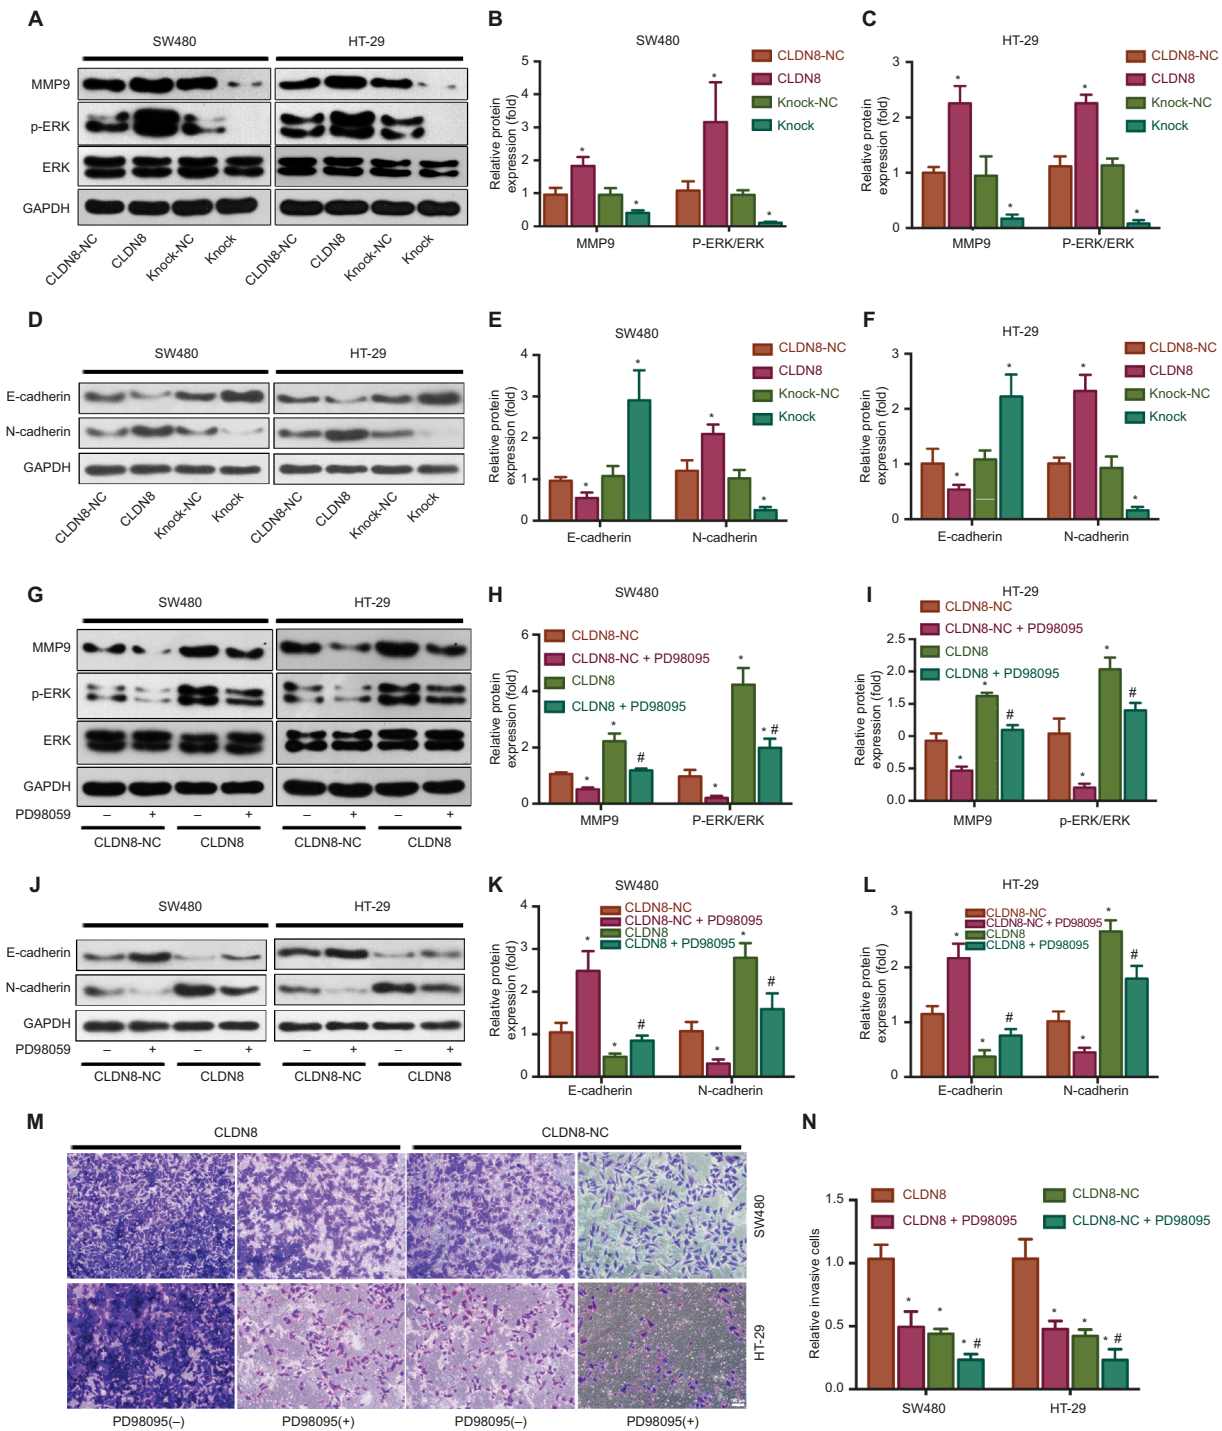 A
SW480
HT-29
MMP9
p-ERK
ERK
GAPDH
CLDN8-NC
CLDN8
Knock-NC
Knock
CLDN8-NC
CLDN8
Knock-NC
Knock
B
SW480
CLDN8-NC
CLDN8
Knock-NC
Knock
Relative protein
expression (fold)
5
4
3
2
1
0
*
*
*
*
MMP9
P-ERK/ERK
C
HT-29
CLDN8-NC
CLDN8
Knock-NC
Knock
Relative protein
expression (fold)
3
2
1
0
*
*
*
*
MMP9
P-ERK/ERK
D
SW480
HT-29
E-cadherin
N-cadherin
GAPDH
CLDN8-NC
CLDN8
Knock-NC
Knock
CLDN8-NC
CLDN8
Knock-NC
Knock
E
SW480
CLDN8-NC
CLDN8
Knock-NC
Knock
Relative protein
expression (fold)
4
3
2
1
0
*
*
*
*
E-cadherin
N-cadherin
F
HT-29
CLDN8-NC
CLDN8
Knock-NC
Knock
Relative protein
expression (fold)
3
2
1
0
*
*
*
*
E-cadherin
N-cadherin
G
SW480
HT-29
MMP9
p-ERK
ERK
GAPDH
PD98059
– + – + – + – +
CLDN8-NC
CLDN8
CLDN8-NC
CLDN8
H
SW480
CLDN8-NC
CLDN8-NC + PD98095
CLDN8
CLDN8 + PD98095
Relative protein
expression (fold)
6
4
2
0
*
*
#
*
*
* #
MMP9
P-ERK/ERK
I
HT-29
CLDN8-NC
CLDN8-NC + PD98095
CLDN8
CLDN8 + PD98095
Relative protein
expression (fold)
2.5
2.0
1.5
0
0.5
0.0
*
*
#
*
*
#
MMP9
p-ERK/ERK
J
SW480
HT-29
E-cadherin
N-cadherin
GAPDH
PD98059
– + – + – + – +
CLDN8-NC
CLDN8
CLDN8-NC
CLDN8
K
SW480
CLDN8-NC
CLDN8-NC + PD98095
CLDN8
CLDN8 + PD98095
Relative protein
expression (fold)
4
3
2
1
0
*
*
#
*
*
#
E-cadherin
N-cadherin
L
HT-29
CLDN8-NC
CLDN8-NC + PD98095
CLDN8
CLDN8 + PD98095
Relative protein
expression (fold)
3
2
1
0
*
*
#
*
*
#
E-cadherin
N-cadherin
M
CLDN8
CLDN8-NC
SW480
HT-29
PD98095(–)
PD98095(+)
PD98095(–)
PD98095(+)
N
CLDN8
CLDN8 + PD98095
CLDN8-NC
CLDN8-NC + PD98095
Relative invasive cells
1.5
1.0
0.5
0.0
*
*
* #
*
*
* #
SW480
HT-29